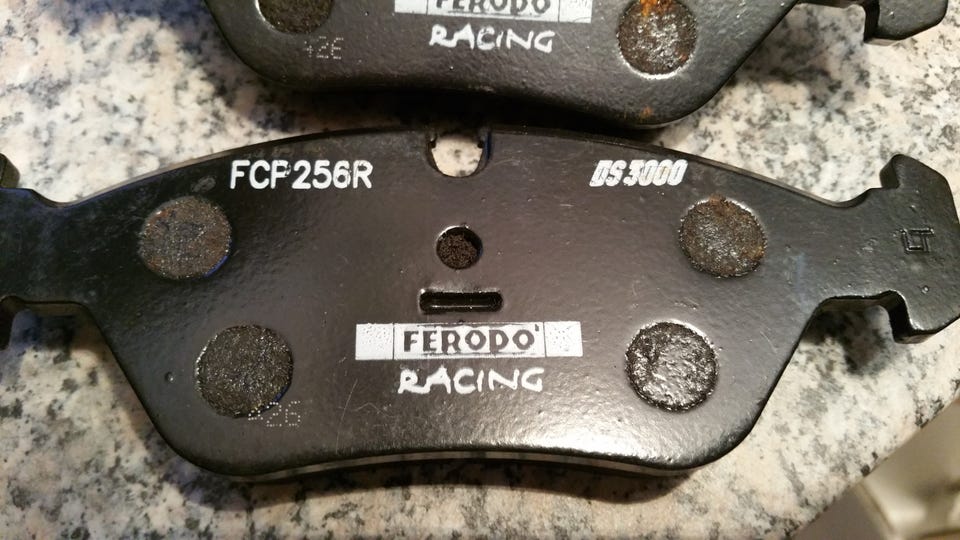 FERODO
RACING
FCP256R
DS3000
FERODO
RACING